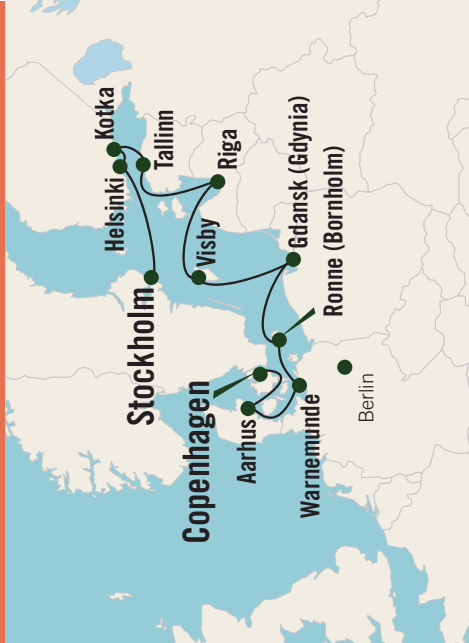 Kotka
Helsinki
Tallinn
Stockholm
Riga
Visby
Gdansk (Gdynia)
Ronne (Bornholm)
Copenhagen
Aarhus
Warnemunde
Berlin